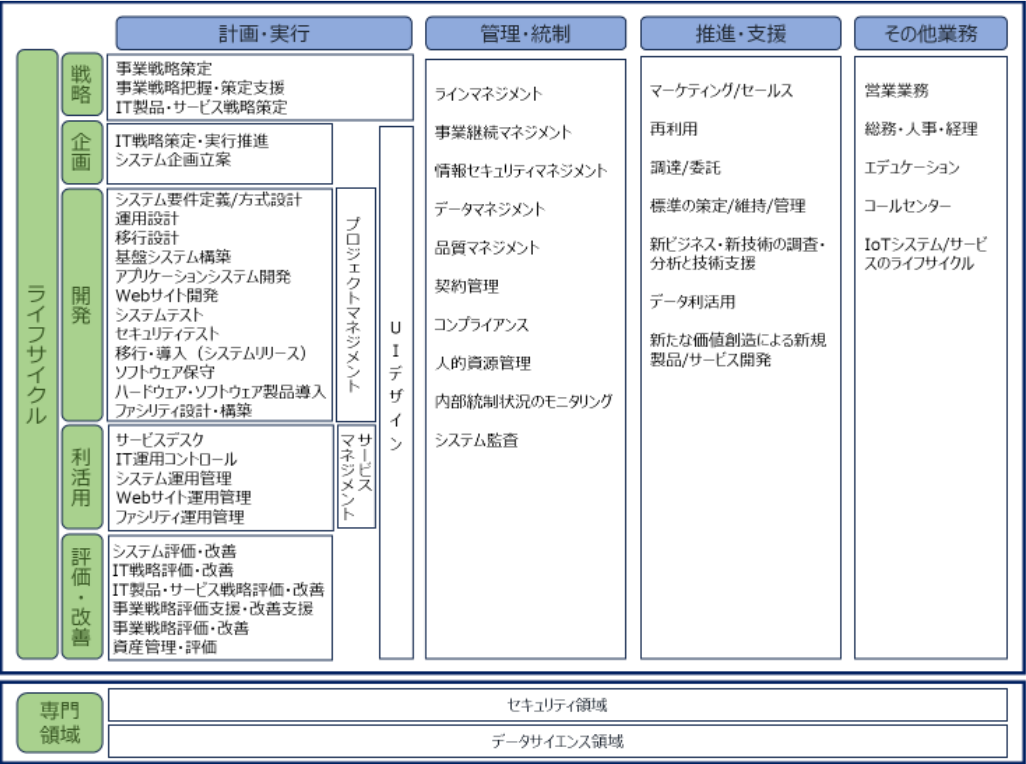 計画・実行
管理・統制
推進・支援
その他業務
ライフサイクル
戦略
事業戦略策定
事業戦略把握・策定支援
IT製品・サービス戦略策定
企画
IT戦略策定・実行推進
システム企画立案
開発
システム要件定義/方式設計
運用設計
移行設計
基盤システム構築
アプリケーションシステム開発
Webサイト開発
システムテスト
セキュリティテスト
移行・導入（システムリリース）
ソフトウェア保守
ハードウェア・ソフトウェア製品導入
ファシリティ設計・構築
プロジェクトマネジメント
利活用
サービスデスク
IT運用コントロール
システム運用管理
Webサイト運用管理
ファシリティ運用管理
サービス
マネジメント
評価・改善
システム評価・改善
IT戦略評価・改善
IT製品・サービス戦略評価・改善
事業戦略評価支援・改善支援
事業戦略評価・改善
資産管理・評価
UIデザイン
ラインマネジメント
事業継続マネジメント
情報セキュリティマネジメント
データマネジメント
品質マネジメント
契約管理
コンプライアンス
人的資源管理
内部統制状況のモニタリング
システム監査
マーケティング/セールス
再利用
調達/委託
標準の策定/維持/管理
新ビジネス・新技術の調査・
分析と技術支援
データ利活用
新たな価値創造による新規
製品/サービス開発
営業業務
総務・人事・経理
エデュケーション
コールセンター
IoTシステム/サービ
スのライフサイクル
専門
領域
セキュリティ領域
データサイエンス領域